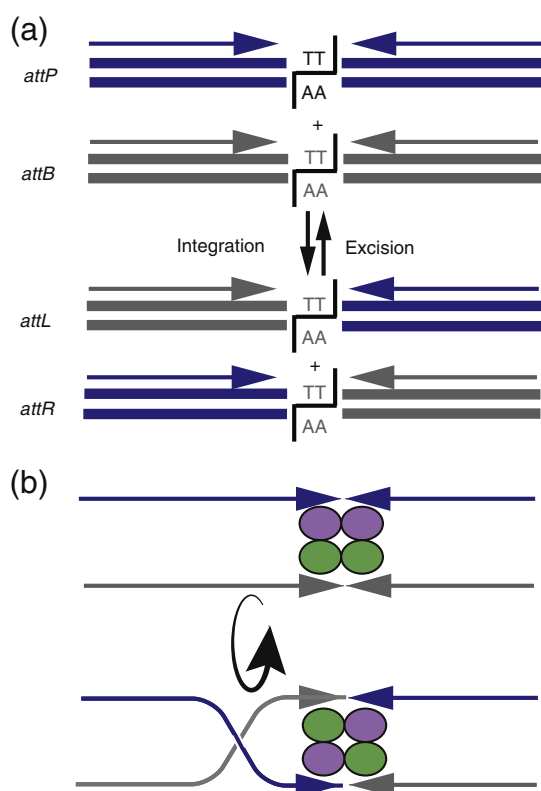 (a)
TT
attP
AA
+
TT
attB
AA
Integration Excision
TT
attL
AA
+
TT
attR
AA
(b)